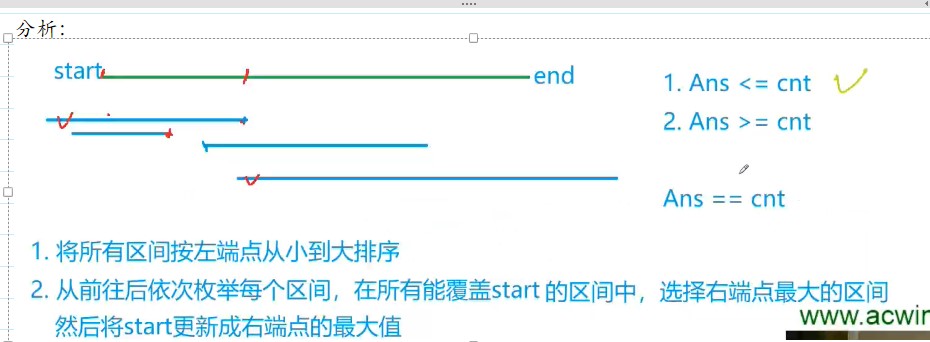 分析:
start
end
1. Ans <= cnt
2. Ans >= cnt
Ans == cnt
1. 将所有区间按左端点从小到大排序
2. 从前往后依次枚举每个区间，在所有能覆盖start 的区间中，选择右端点最大的区间
然后将start更新成右端点的最大值
www.acwin